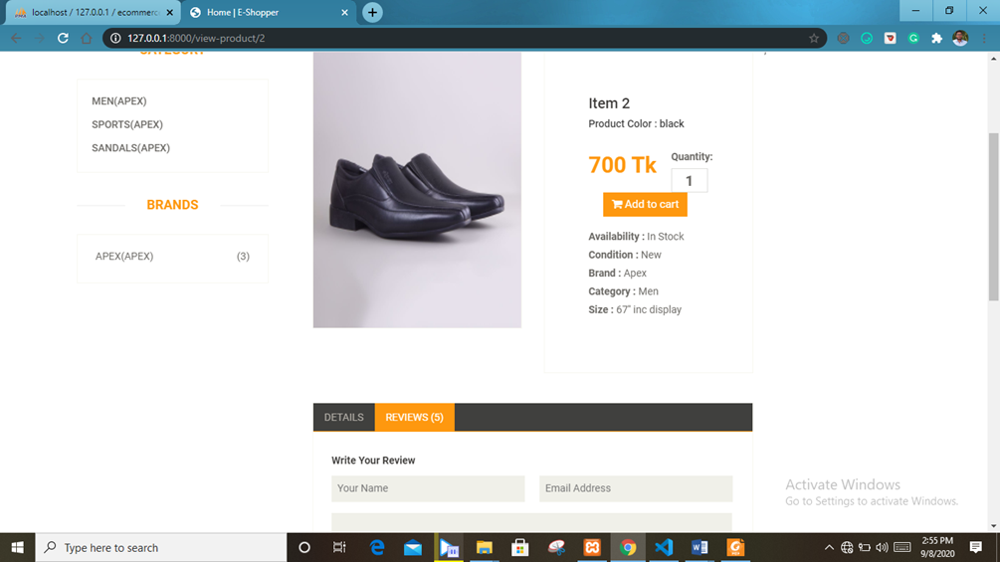 localhost / 127.0.0.1 / ecommerc
Home | E-Shopper
127.0.0.1:8000/view-product/2
CATEGORY
MEN(APEX)
SPORTS(APEX)
SANDALS(APEX)
BRANDS
APEX(APEX) (3)
Item 2
Product Color : black
700 Tk
Quantity:
1
Add to cart
Availability : In Stock
Condition : New
Brand : Apex
Category : Men
Size : 67" inc display
DETAILS REVIEWS (5)
Write Your Review
Your Name Email Address
Activate Windows
Go to Settings to activate Windows.
Type here to search
2:55 PM
9/8/2020